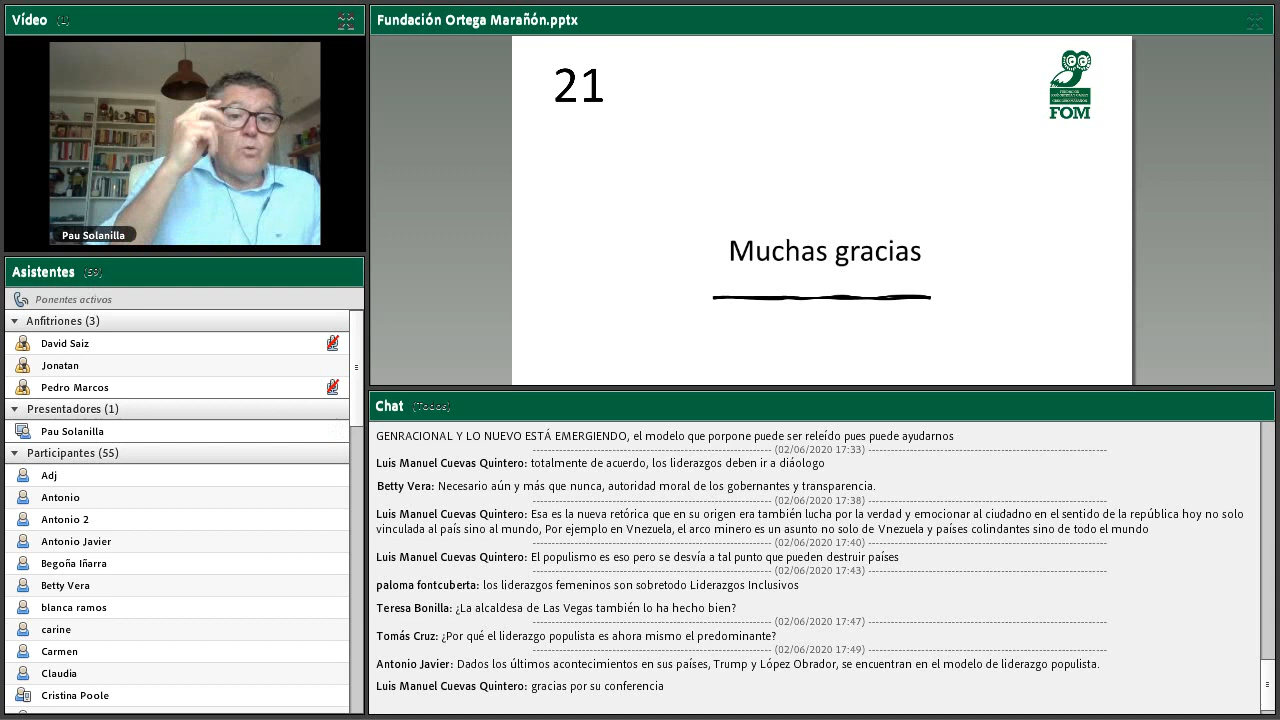 Vídeo (1)
Pau Solanilla
Asistentes (59)
Ponentes activos
Anfitriones (3)
David Saiz
Jonatan
Pedro Marcos
Presentadores (1)
Pau Solanilla
Participantes (55)
Adj
Antonio
Antonio 2
Antonio Javier
Begoña Iñarra
Betty Vera
blanca ramos
carine
Carmen
Claudia
Cristina Poole
Fundación Ortega Marañón.pptx
21
FOM
Muchas gracias
Chat (Todos)
GENRACIONAL Y LO NUEVO ESTÁ EMERGIENDO, el modelo que porpone puede ser releído pues puede ayudarnos
(02/06/2020 17:33)
Luis Manuel Cuevas Quintero: totalmente de acuerdo, los liderazgos deben ir a diáologo
Betty Vera: Necesario aún y más que nunca, autoridad moral de los gobernantes y transparencia.
(02/06/2020 17:38)
Luis Manuel Cuevas Quintero: Esa es la nueva retórica que en su origen era también lucha por la verdad y emocionar al ciudadno en el sentido de la república hoy no solo
vinculada al país sino al mundo, Por ejemplo en Vnezuela, el arco minero es un asunto no solo de Vnezuela y países colindantes sino de todo el mundo
(02/06/2020 17:40)
Luis Manuel Cuevas Quintero: El populismo es eso pero se desvía a tal punto que pueden destruir países
(02/06/2020 17:43)
paloma fontcuberta: los liderazgos femeninos son sobretodo Liderazgos Inclusivos
Teresa Bonilla: ¿La alcaldesa de Las Vegas también lo ha hecho bien?
(02/06/2020 17:47)
Tomás Cruz: ¿Por qué el liderazgo populista es ahora mismo el predominante?
(02/06/2020 17:49)
Antonio Javier: Dados los últimos acontecimientos en sus países, Trump y López Obrador, se encuentran en el modelo de liderazgo populista.
Luis Manuel Cuevas Quintero: gracias por su conferencia